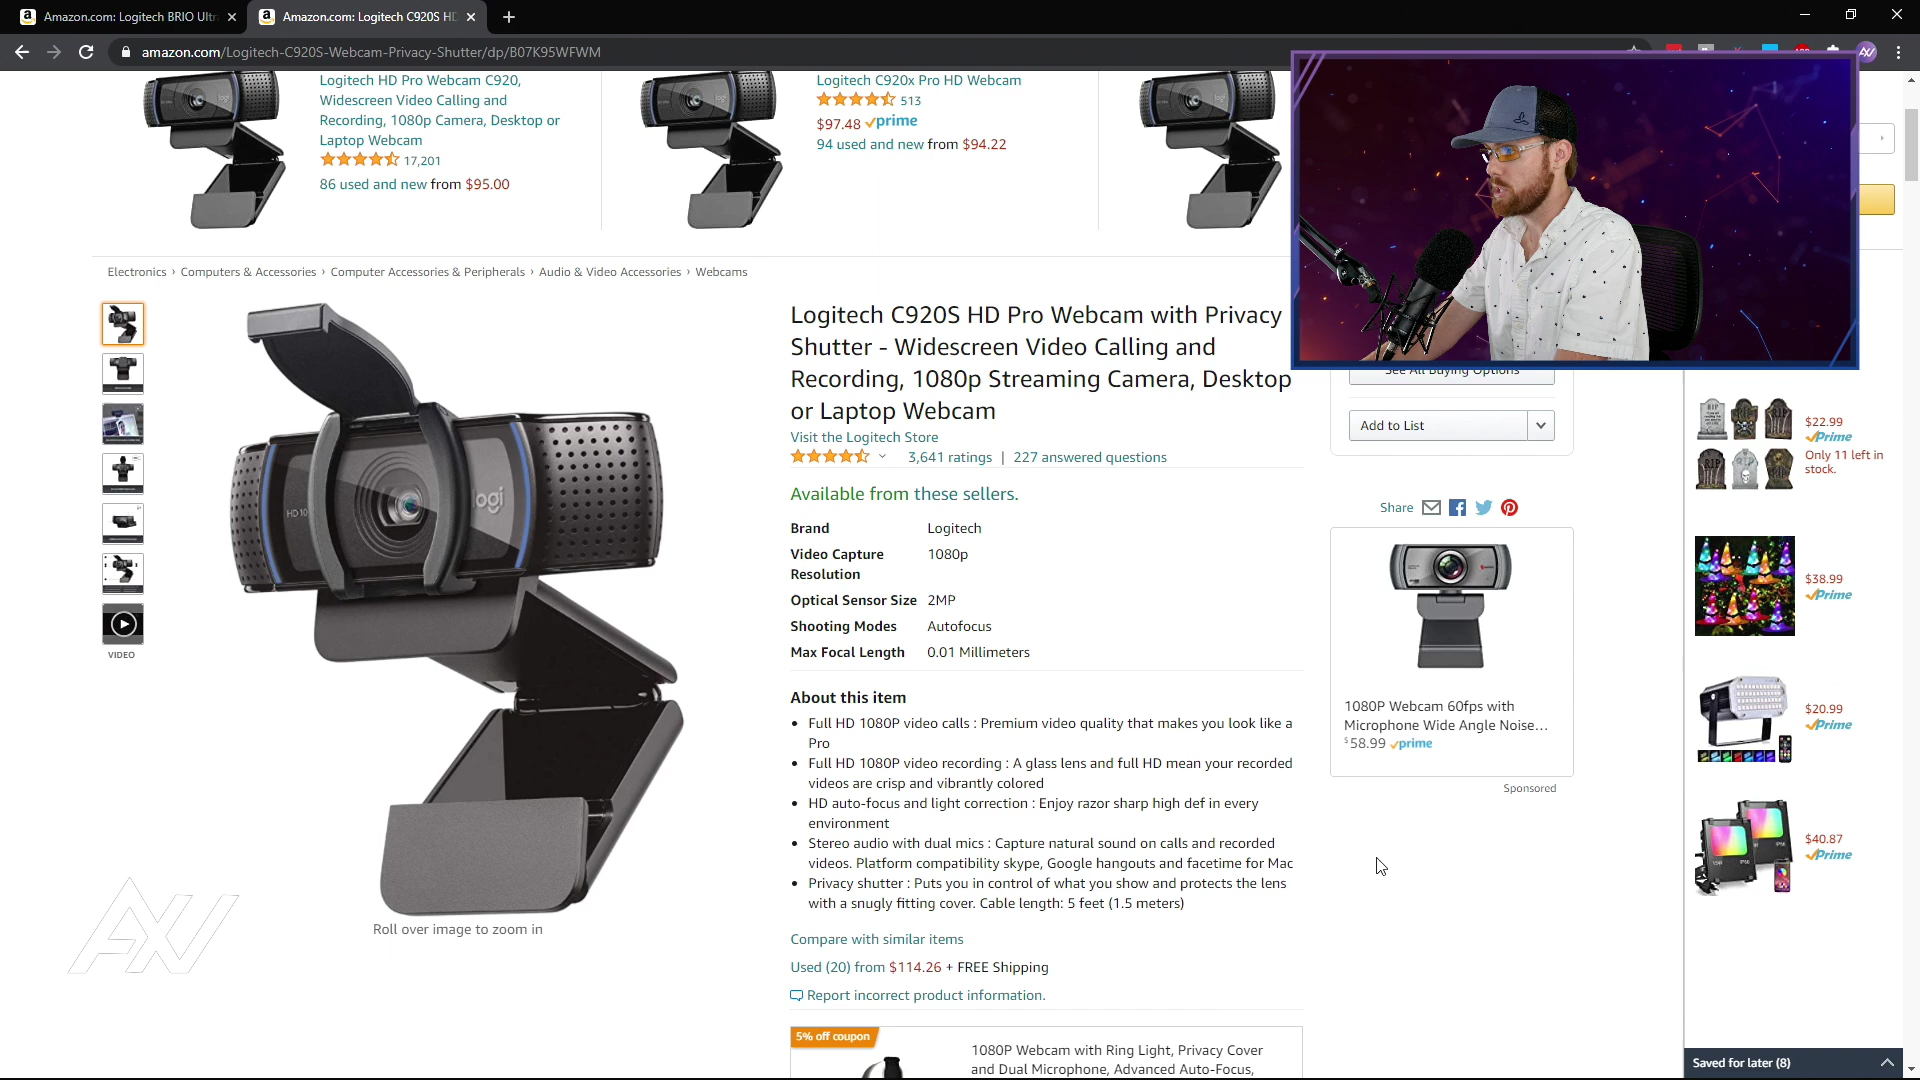 Amazon.com: Logitech BRIO Ultr
Amazon.com: Logitech C920S HD
amazon.com/Logitech-C920S-Webcam-Privacy-Shutter/dp/B07K95WFWM
Logitech HD Pro Webcam C920,
Widescreen Video Calling and
Recording, 1080p Camera, Desktop or
Laptop Webcam
17,201
86 used and new from $95.00
Logitech C920x Pro HD Webcam
513
$97.48 prime
94 used and new from $94.22
Electronics › Computers & Accessories › Computer Accessories & Peripherals › Audio & Video Accessories › Webcams
VIDEO
HD 10
logi
Roll over image to zoom in
Logitech C920S HD Pro Webcam with Privacy
Shutter - Widescreen Video Calling and
Recording, 1080p Streaming Camera, Desktop
or Laptop Webcam
Visit the Logitech Store
3,641 ratings | 227 answered questions
Available from these sellers.
Brand Logitech
Video Capture 1080p
Resolution
Optical Sensor Size 2MP
Shooting Modes Autofocus
Max Focal Length 0.01 Millimeters
About this item
• Full HD 1080P video calls : Premium video quality that makes you look like a
Pro
• Full HD 1080P video recording : A glass lens and full HD mean your recorded
videos are crisp and vibrantly colored
• HD auto-focus and light correction : Enjoy razor sharp high def in every
environment
• Stereo audio with dual mics : Capture natural sound on calls and recorded
videos. Platform compatibility skype, Google hangouts and facetime for Mac
• Privacy shutter : Puts you in control of what you show and protects the lens
with a snugly fitting cover. Cable length: 5 feet (1.5 meters)
Compare with similar items
Used (20) from $114.26 + FREE Shipping
Report incorrect product information.
5% off coupon
1080P Webcam with Ring Light, Privacy Cover
and Dual Microphone, Advanced Auto-Focus,
See All Buying Options
Add to List
Share
1080P Webcam 60fps with
Microphone Wide Angle Noise...
$58.99 prime
Sponsored
$22.99
Prime
Only 11 left in
stock.
$38.99
Prime
$20.99
Prime
$40.87
Prime
Saved for later (8)